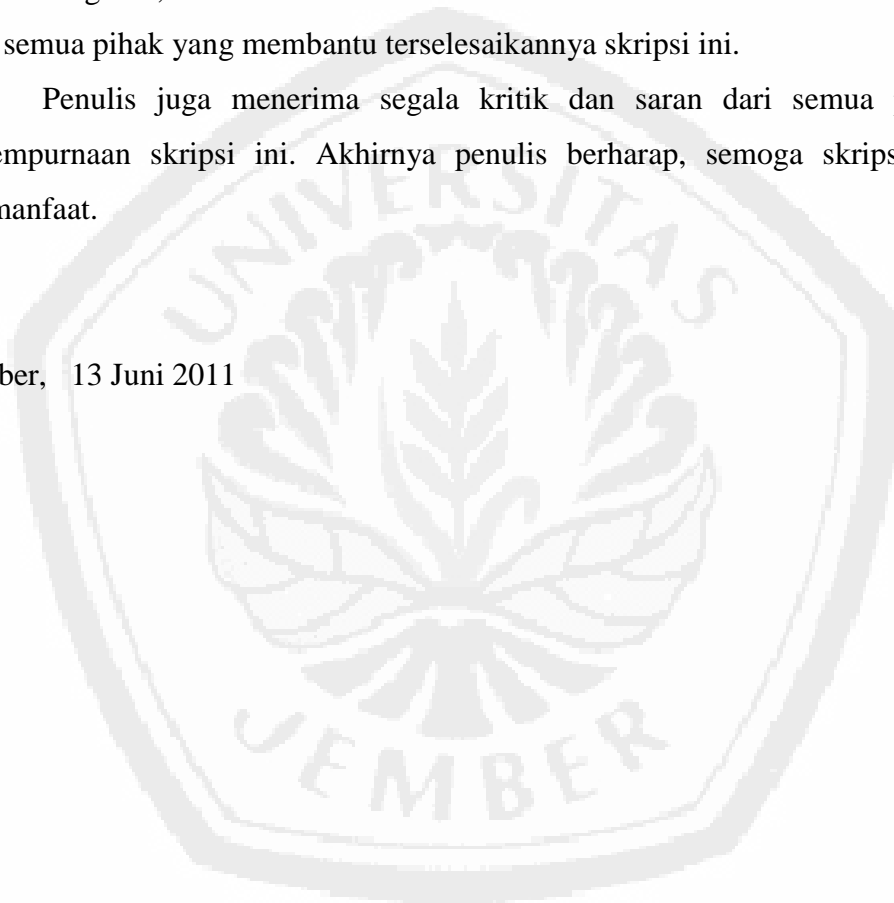 semua pihak yang membantu terselesaikannya skripsi ini.
Penulis juga menerima segala kritik dan saran dari semua
empurnaan skripsi ini. Akhirnya penulis berharap, semoga skrips
manfaat.
ber, 13 Juni 2011
UNIVERSITAS
JEMBER